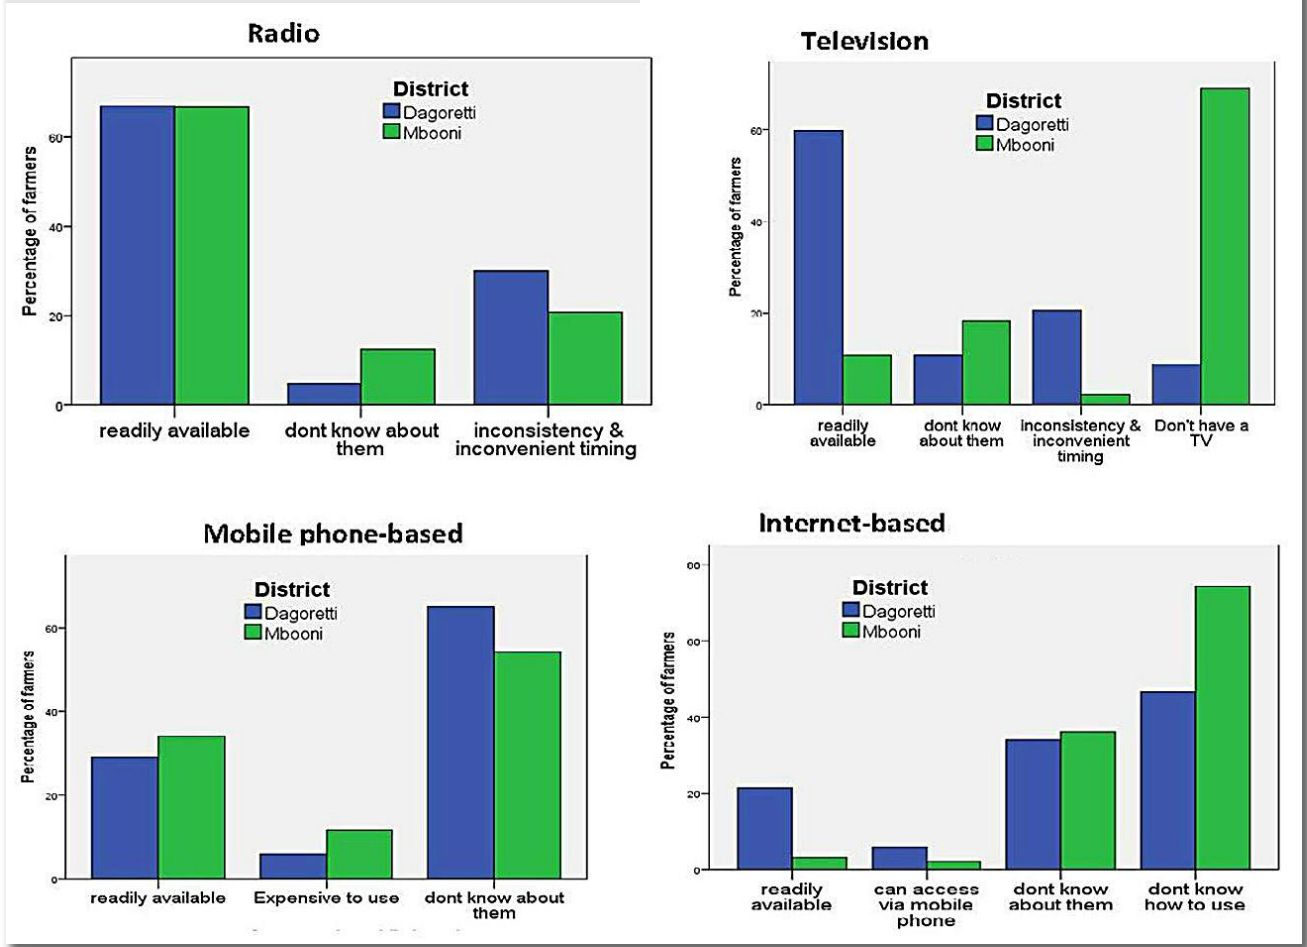 Radio
District
Dagoretti
Mbooni
Percentage of farmers
60
40
20
0
readily available
dont know about
them
inconsistency &
inconvenient timing
Television
District
Dagoretti
Mbooni
Percentage of farmers
60
40
20
0
readily
available
dont know
about them
inconsistency &
inconvenient
timing
Don't have a
TV
Mobile phone-based
District
Dagoretti
Mbooni
Percentage of farmers
60
40
20
0
readily available
Expensive to use
dont know about
them
Internet-based
District
Dagoretti
Mbooni
Percentage of farmers
80
60
40
20
0
readily
available
can access
via mobile
phone
dont know
about them
dont know
how to use